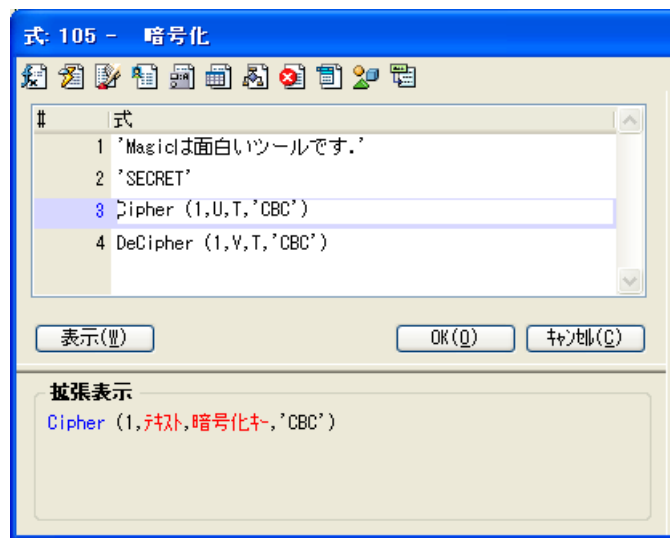 式: 105 - 暗号化
# 式
1 'Magicは面白いツールです.'
2 'SECRET'
3 Cipher (1,U,T,'CBC')
4 DeCipher (1,V,T,'CBC')
表示(W) OK(O) ｷｬﾝｾﾙ(C)
拡張表示
Cipher (1,ﾃｷｽﾄ,暗号化ｷｰ,'CBC')